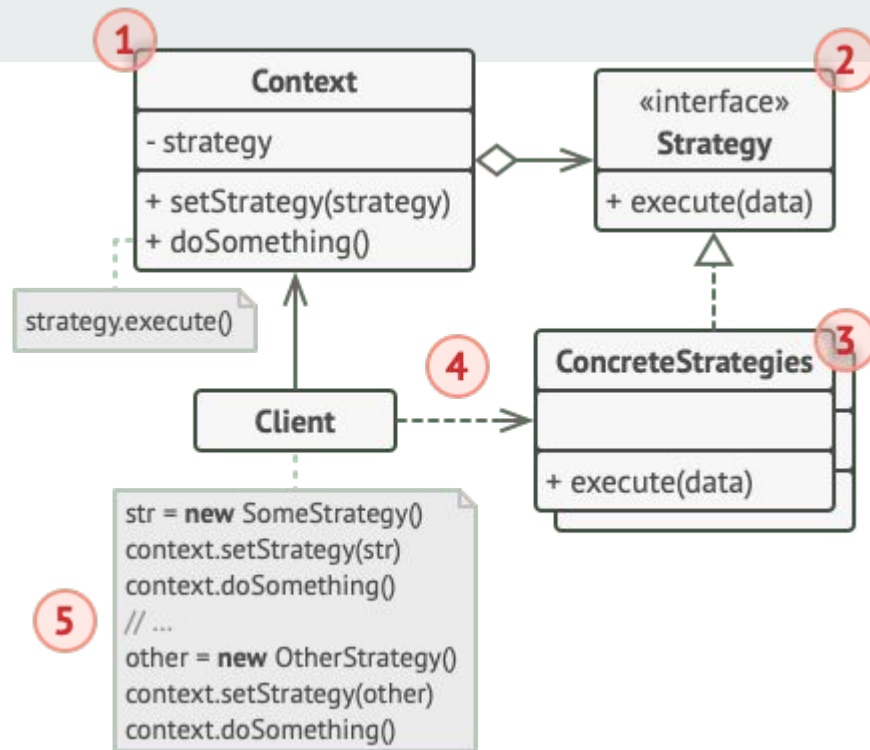 1
Context
- strategy
+ setStrategy(strategy)
+ doSomething()
2
«interface»
Strategy
+ execute(data)
strategy.execute()
3
ConcreteStrategies
+ execute(data)
4
Client
5
str = new SomeStrategy()
context.setStrategy(str)
context.doSomething()
// ...
other = new OtherStrategy()
context.setStrategy(other)
context.doSomething()